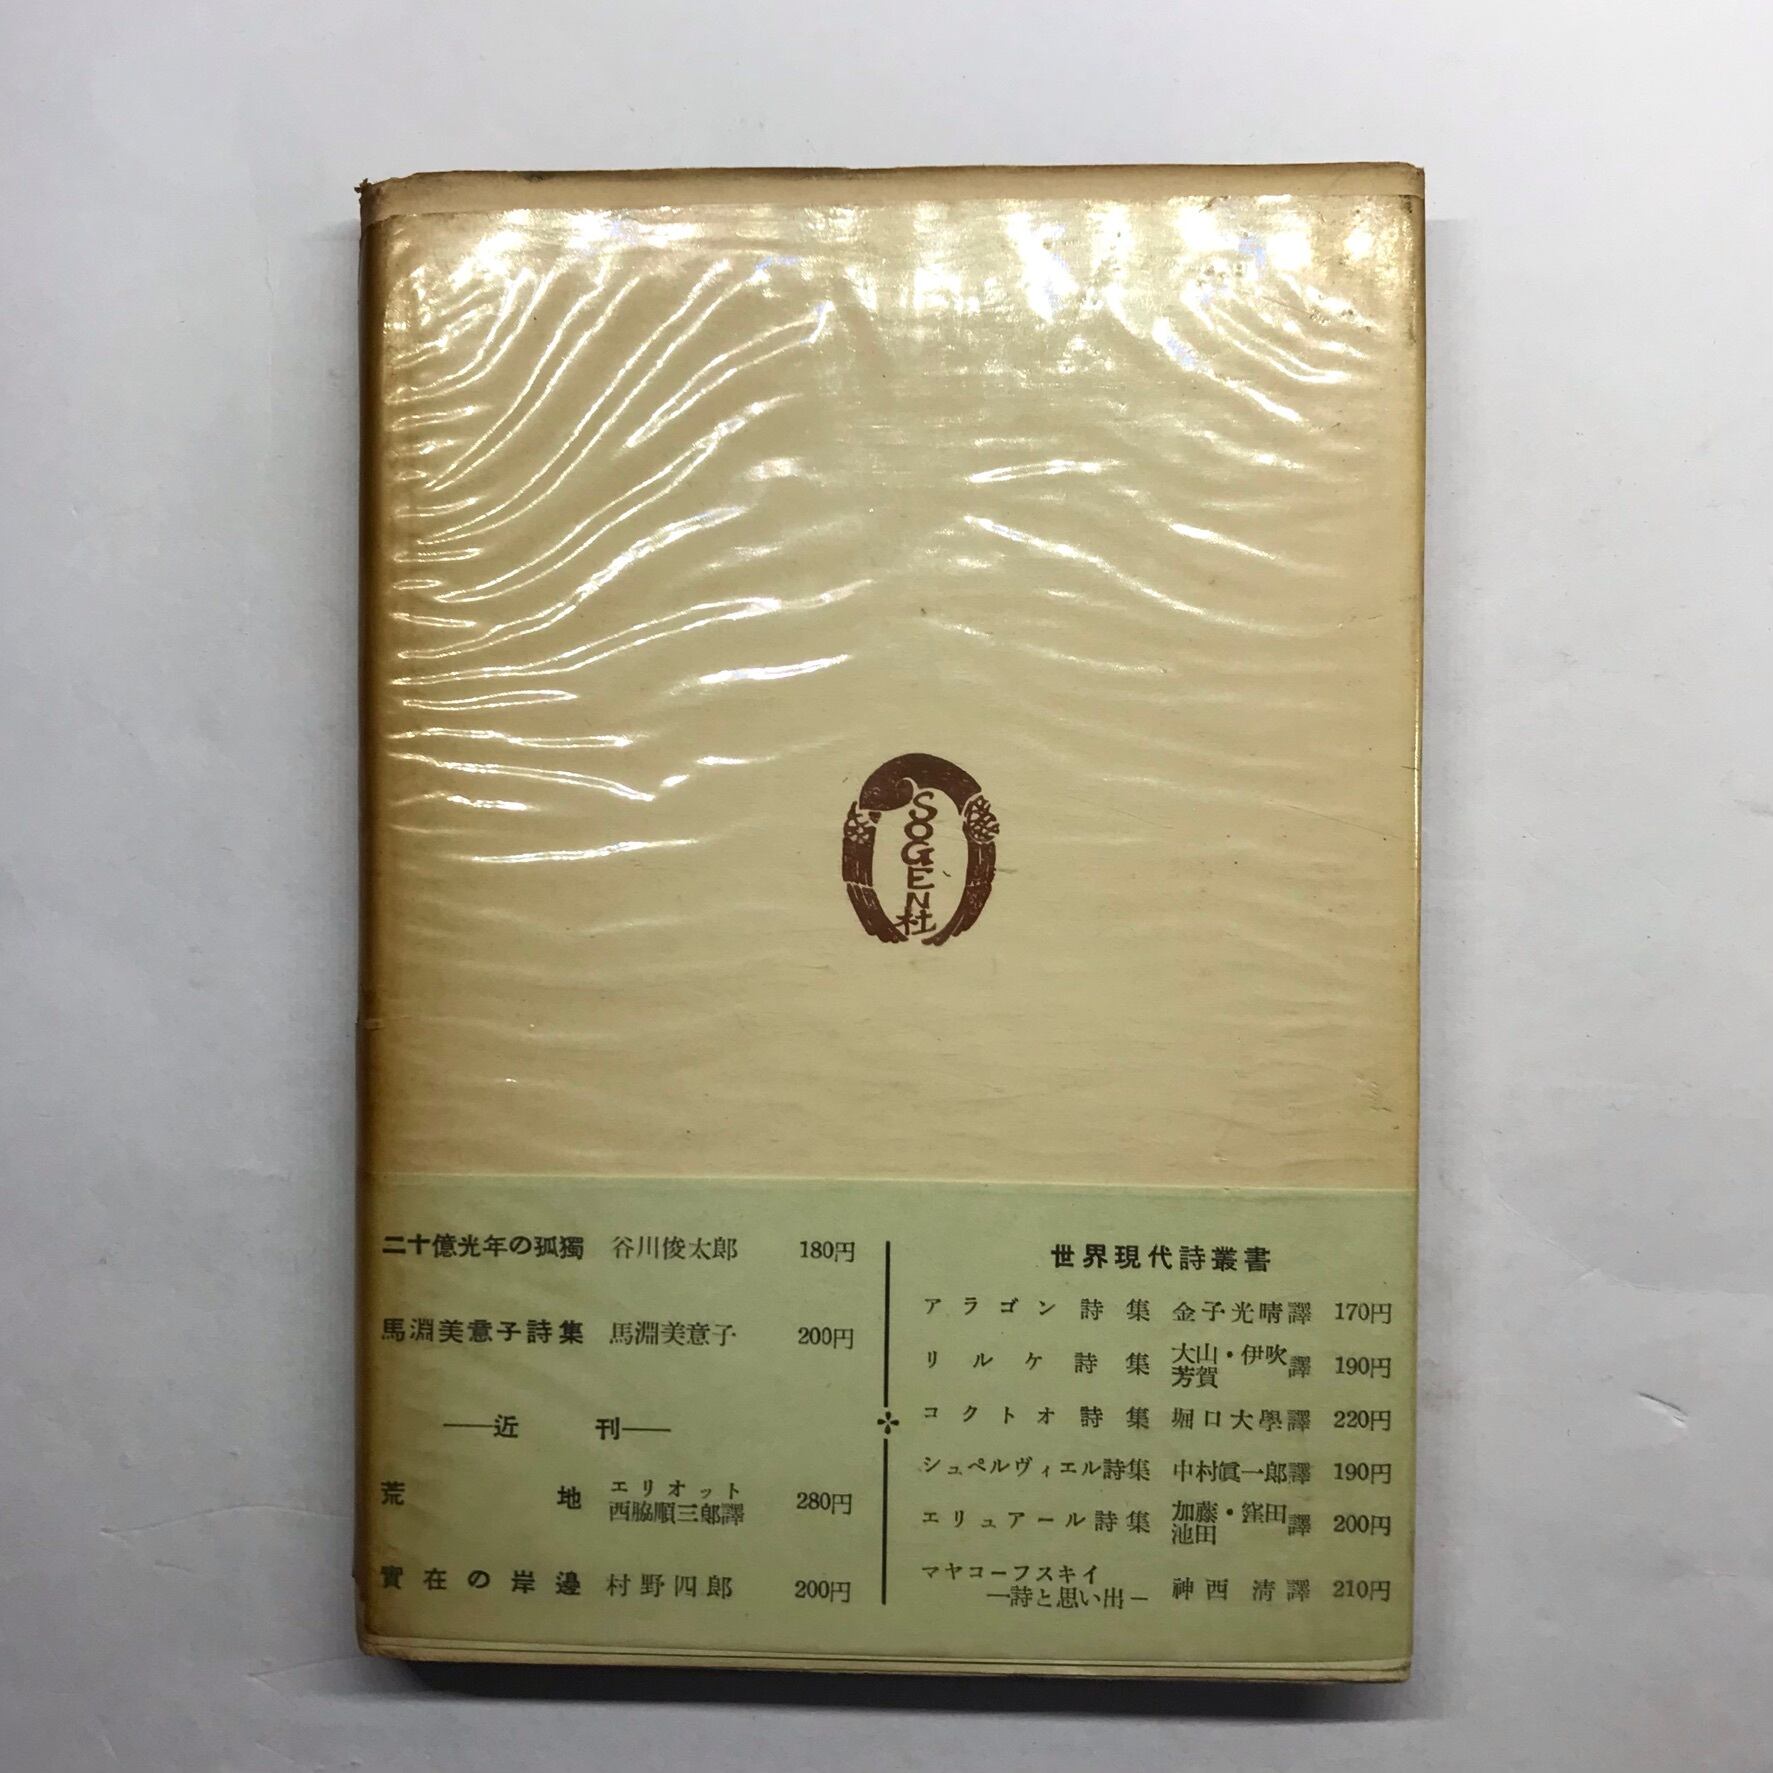 SOGEN社
二十億光年の孤獨 谷川俊太郎 180円
馬淵美意子詩集 馬淵美意子 200円
——近刊——
荒地 エリオット 西脇順三郎譯 280円
實在の岸邊 村野四郎 200円
世界現代詩叢書
アラゴン詩集 金子光晴譯 170円
リルケ詩集 大山・伊吹 芳賀 譯 190円
コクトオ詩集 堀口大學譯 220円
シュペルヴィエル詩集 中村眞一郎譯 190円
エリュアール詩集 加藤・窪田 池田 譯 200円
マヤコーフスキイ
—詩と思い出— 神西清譯 210円